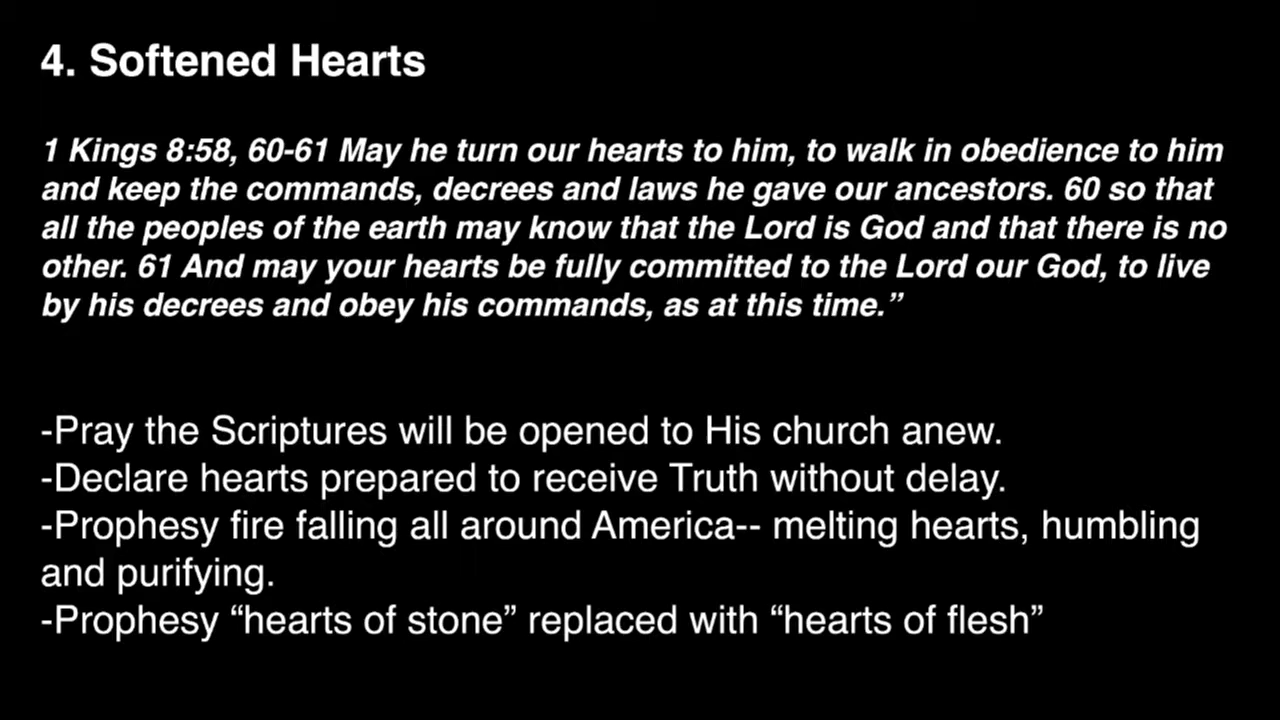 4. Softened Hearts
1 Kings 8:58, 60-61 May he turn our hearts to him, to walk in obedience to him
and keep the commands, decrees and laws he gave our ancestors. 60 so that
all the peoples of the earth may know that the Lord is God and that there is no
other. 61 And may your hearts be fully committed to the Lord our God, to live
by his decrees and obey his commands, as at this time.”
-Pray the Scriptures will be opened to His church anew.
-Declare hearts prepared to receive Truth without delay.
-Prophesy fire falling all around America-- melting hearts, humbling
and purifying.
-Prophesy “hearts of stone” replaced with “hearts of flesh”